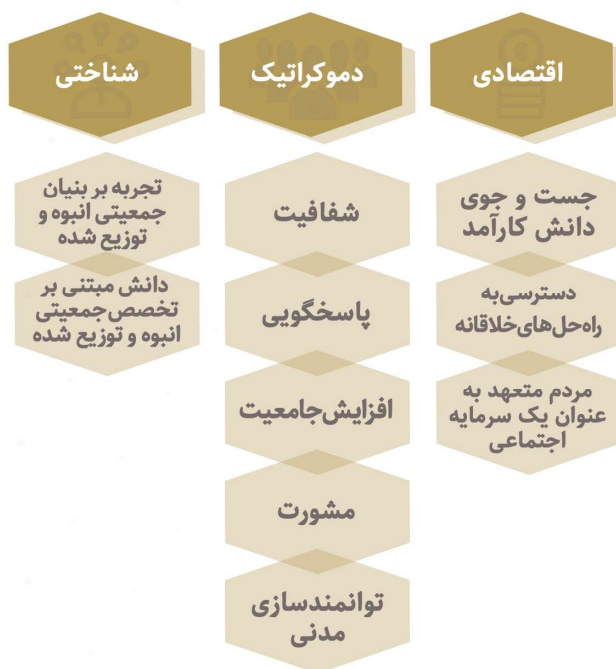 اقتصادی
جست و جوی
دانش کارآمد
دسترسی به
راه‌حل‌های خلاقانه
مردم متعهد به
عنوان یک سرمایه
اجتماعی
دموکراتیک
شفافیت
پاسخگویی
افزایش جامعیت
مشورت
توانمندسازی
مدنی
شناختی
تجربه بر بنیان
جمعیتی انبوه و
توزیع شده
دانش مبتنی بر
تخصص جمعیتی
انبوه و توزیع شده